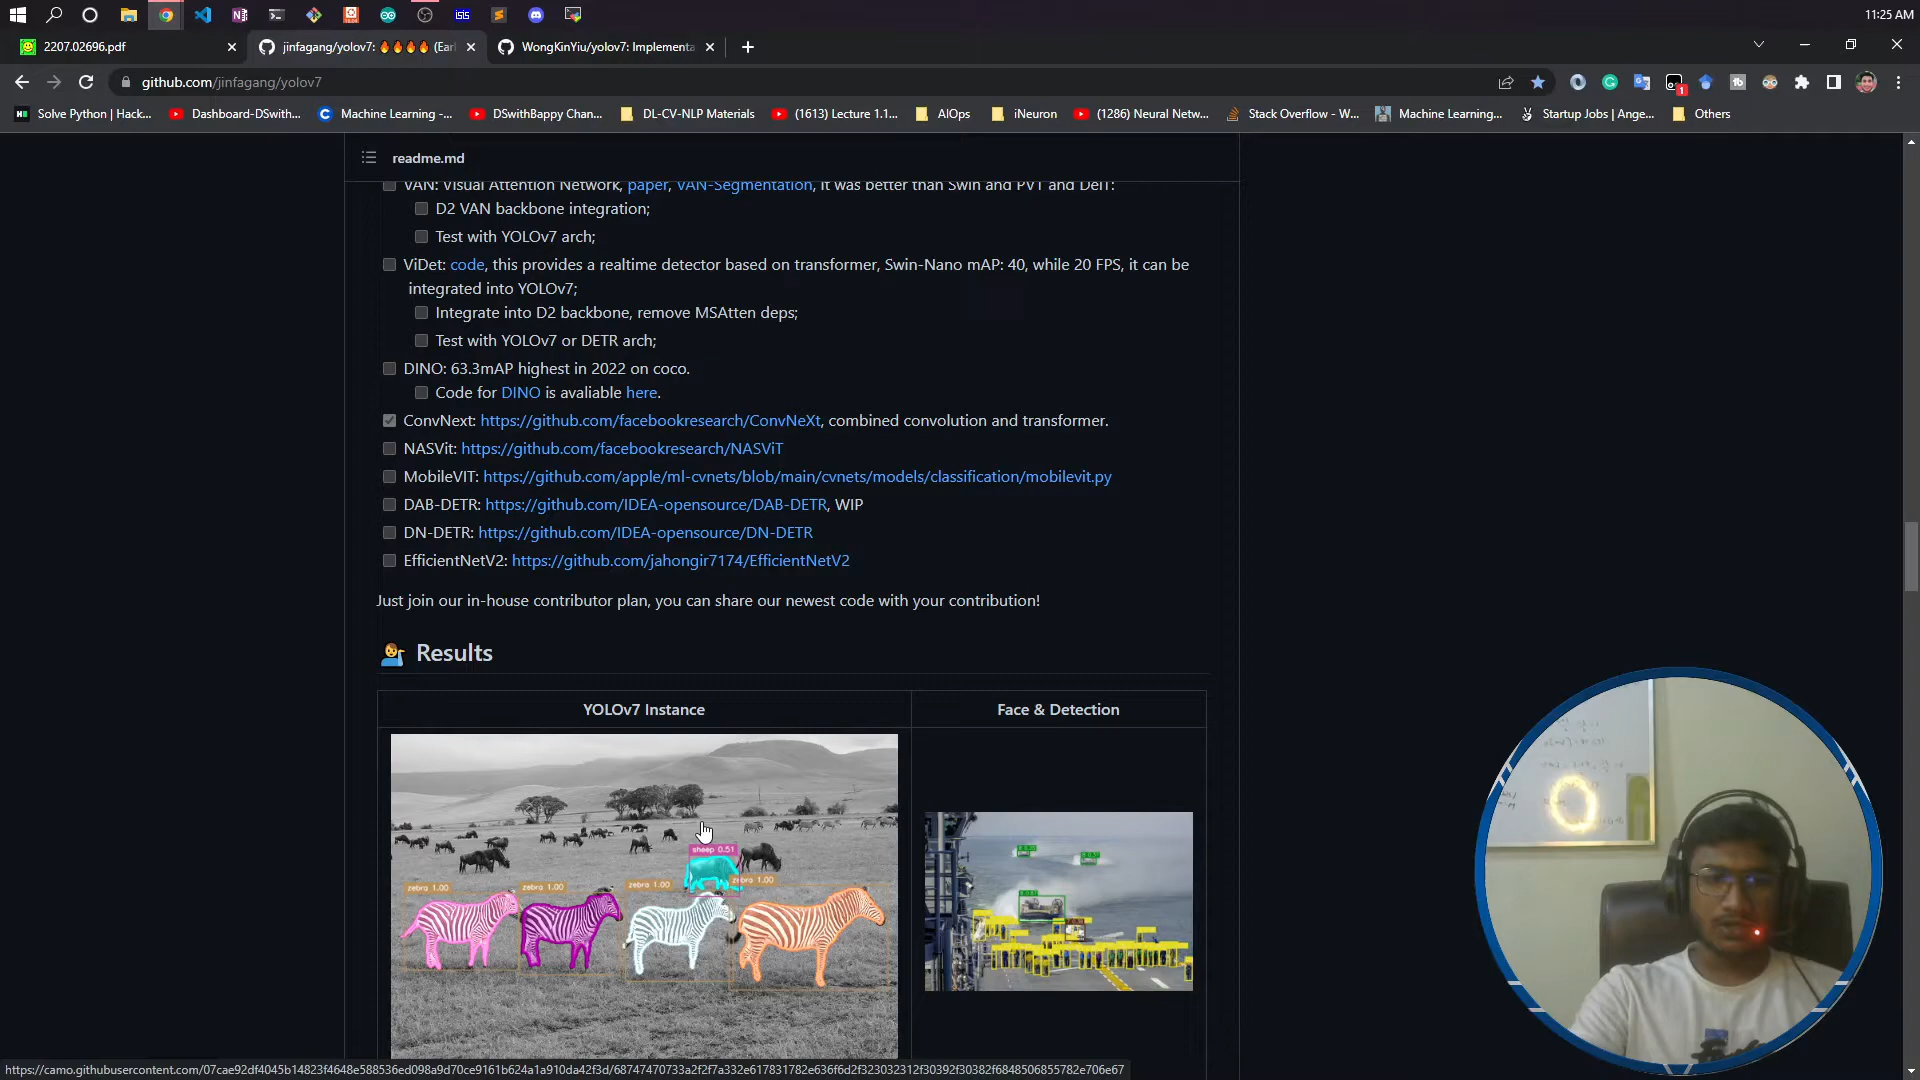 11:25 AM
2207.02696.pdf
jinfagang/yolov7: 🔥🔥🔥🔥 (Earl
WongKinYiu/yolov7: Implementa
github.com/jinfagang/yolov7
Solve Python | Hack...
Dashboard-DSwith...
Machine Learning -...
DSwithBappy Chan...
DL-CV-NLP Materials
(1613) Lecture 1.1...
AIOps
iNeuron
(1286) Neural Netw...
Stack Overflow - W...
Machine Learning...
Startup Jobs | Ange...
Others
readme.md
VAN: Visual Attention Network, paper, VAN-Segmentation, it was better than Swin and PVT and DeiT:
D2 VAN backbone integration;
Test with YOLOv7 arch;
ViDet: code, this provides a realtime detector based on transformer, Swin-Nano mAP: 40, while 20 FPS, it can be
integrated into YOLOv7;
Integrate into D2 backbone, remove MSAtten deps;
Test with YOLOv7 or DETR arch;
DINO: 63.3mAP highest in 2022 on coco.
Code for DINO is avaliable here.
ConvNext: https://github.com/facebookresearch/ConvNeXt, combined convolution and transformer.
NASVit: https://github.com/facebookresearch/NASViT
MobileVIT: https://github.com/apple/ml-cvnets/blob/main/cvnets/models/classification/mobilevit.py
DAB-DETR: https://github.com/IDEA-opensource/DAB-DETR, WIP
DN-DETR: https://github.com/IDEA-opensource/DN-DETR
EfficientNetV2: https://github.com/jahongir7174/EfficientNetV2
Just join our in-house contributor plan, you can share our newest code with your contribution!
Results
YOLOv7 Instance
Face & Detection
sheep 0.51
zebra 1.00
zebra 1.00
zebra 1.00
zebra 1.00